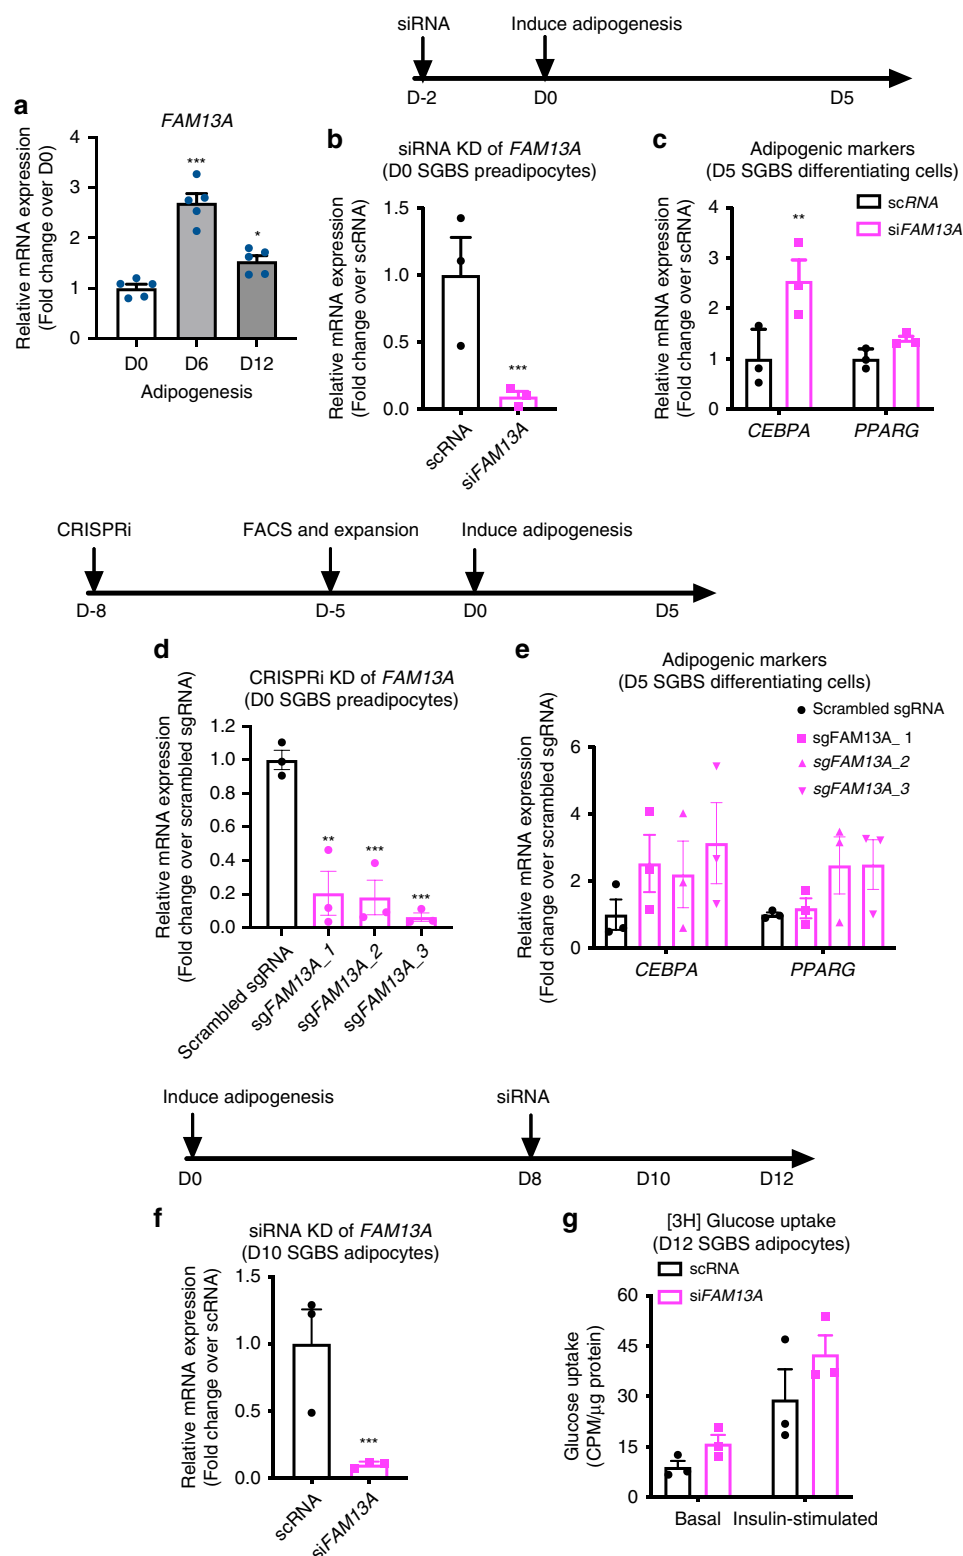 siRNA Induce adipogenesis
D-2 D0 D5
a
FAM13A
Relative mRNA expression
(Fold change over D0)
4
3
2
1
0
***
*
D0 D6 D12
Adipogenesis
b
siRNA KD of FAM13A
(D0 SGBS preadipocytes)
Relative mRNA expression
(Fold change over scRNA)
1.5
1.0
0.5
0.0
***
scRNA
siFAM13A
c
Adipogenic markers
(D5 SGBS differentiating cells)
scRNA
siFAM13A
Relative mRNA expression
(Fold change over scRNA)
4
3
2
1
0
**
CEBPA PPARG
CRISPRi FACS and expansion Induce adipogenesis
D-8 D-5 D0 D5
d
CRISPRi KD of FAM13A
(D0 SGBS preadipocytes)
Relative mRNA expression
(Fold change over scrambled sgRNA)
1.2
1.0
0.8
0.6
0.4
0.2
0.0
**
***
***
Scrambled sgRNA
sgFAM13A_1
sgFAM13A_2
sgFAM13A_3
e
Adipogenic markers
(D5 SGBS differentiating cells)
Scrambled sgRNA
sgFAM13A_ 1
sgFAM13A_2
sgFAM13A_3
Relative mRNA expression
(Fold change over scrambled sgRNA)
6
4
2
0
CEBPA PPARG
Induce adipogenesis siRNA
D0 D8 D10 D12
f
siRNA KD of FAM13A
(D10 SGBS adipocytes)
Relative mRNA expression
(Fold change over scRNA)
1.5
1.0
0.5
0.0
***
scRNA
siFAM13A
g
[3H] Glucose uptake
(D12 SGBS adipocytes)
scRNA
siFAM13A
Glucose uptake
(CPM/µg protein)
60
45
30
15
0
Basal Insulin-stimulated